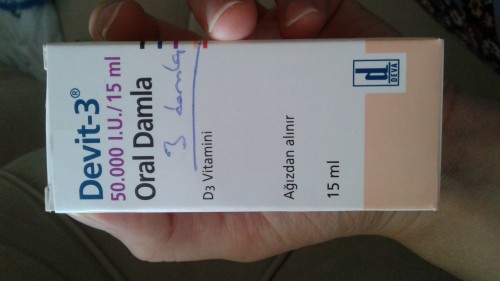 Devit-3®
50.000 I.U./15 ml
Oral Damla
3 damla
D3 Vitamini
Ağızdan alınır
15 ml
d
DEVA